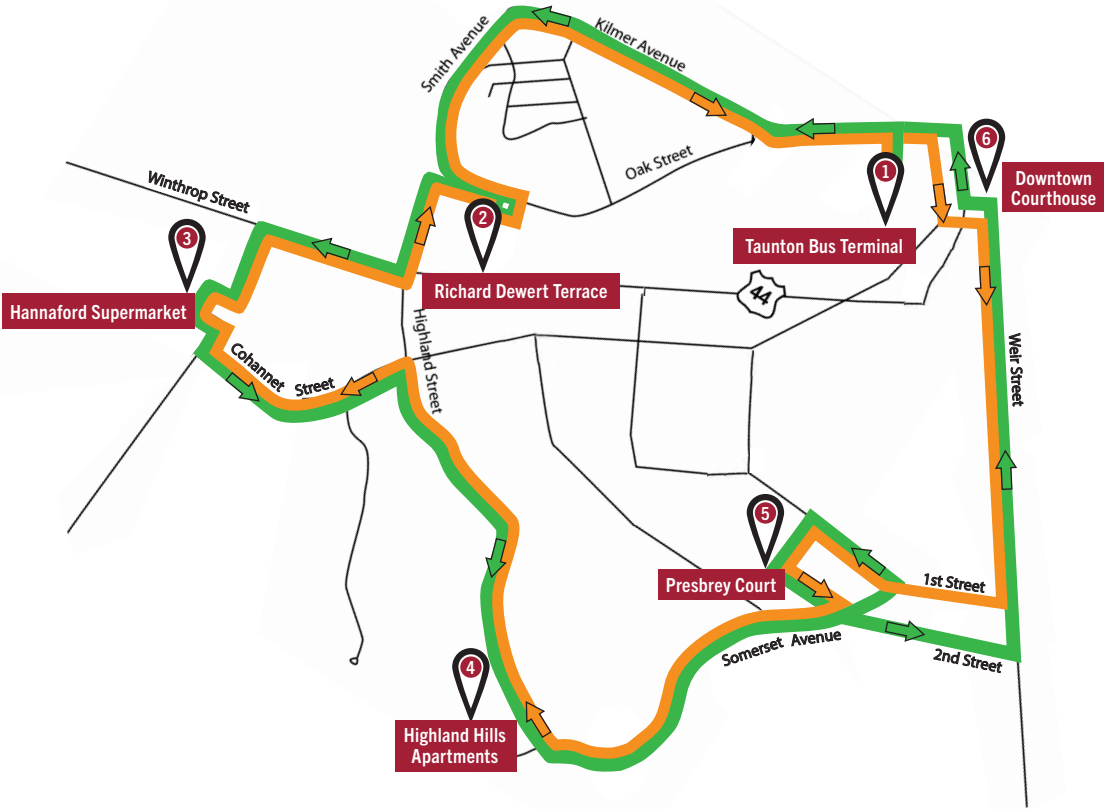 Smith Avenue
Kilmer Avenue
6
Downtown
Courthouse
Oak Street
1
Taunton Bus Terminal
Winthrop Street
2
Richard Dewert Terrace
3
Hannaford Supermarket
44
Highland Street
Cohannet Street
Weir Street
5
Presbrey Court
1st Street
2nd Street
Somerset Avenue
4
Highland Hills
Apartments